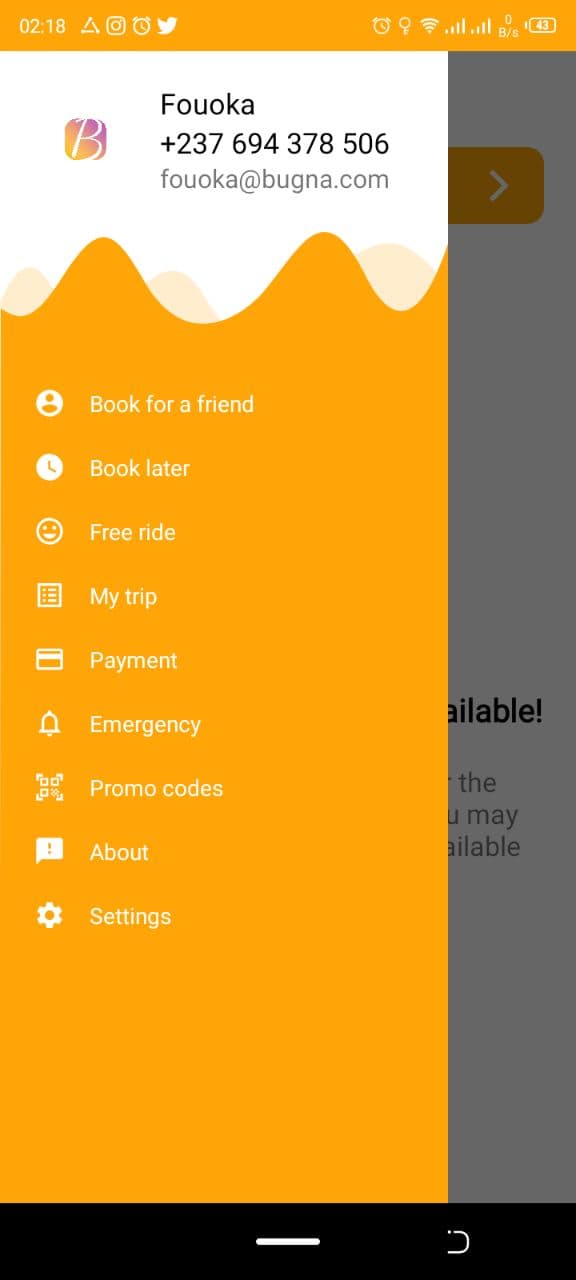 02:18
0
B/s
43
B
Fouoka
+237 694 378 506
fouoka@bugna.com
Book for a friend
Book later
Free ride
My trip
Payment
Emergency
Promo codes
About
Settings
ailable!
the
u may
ailable